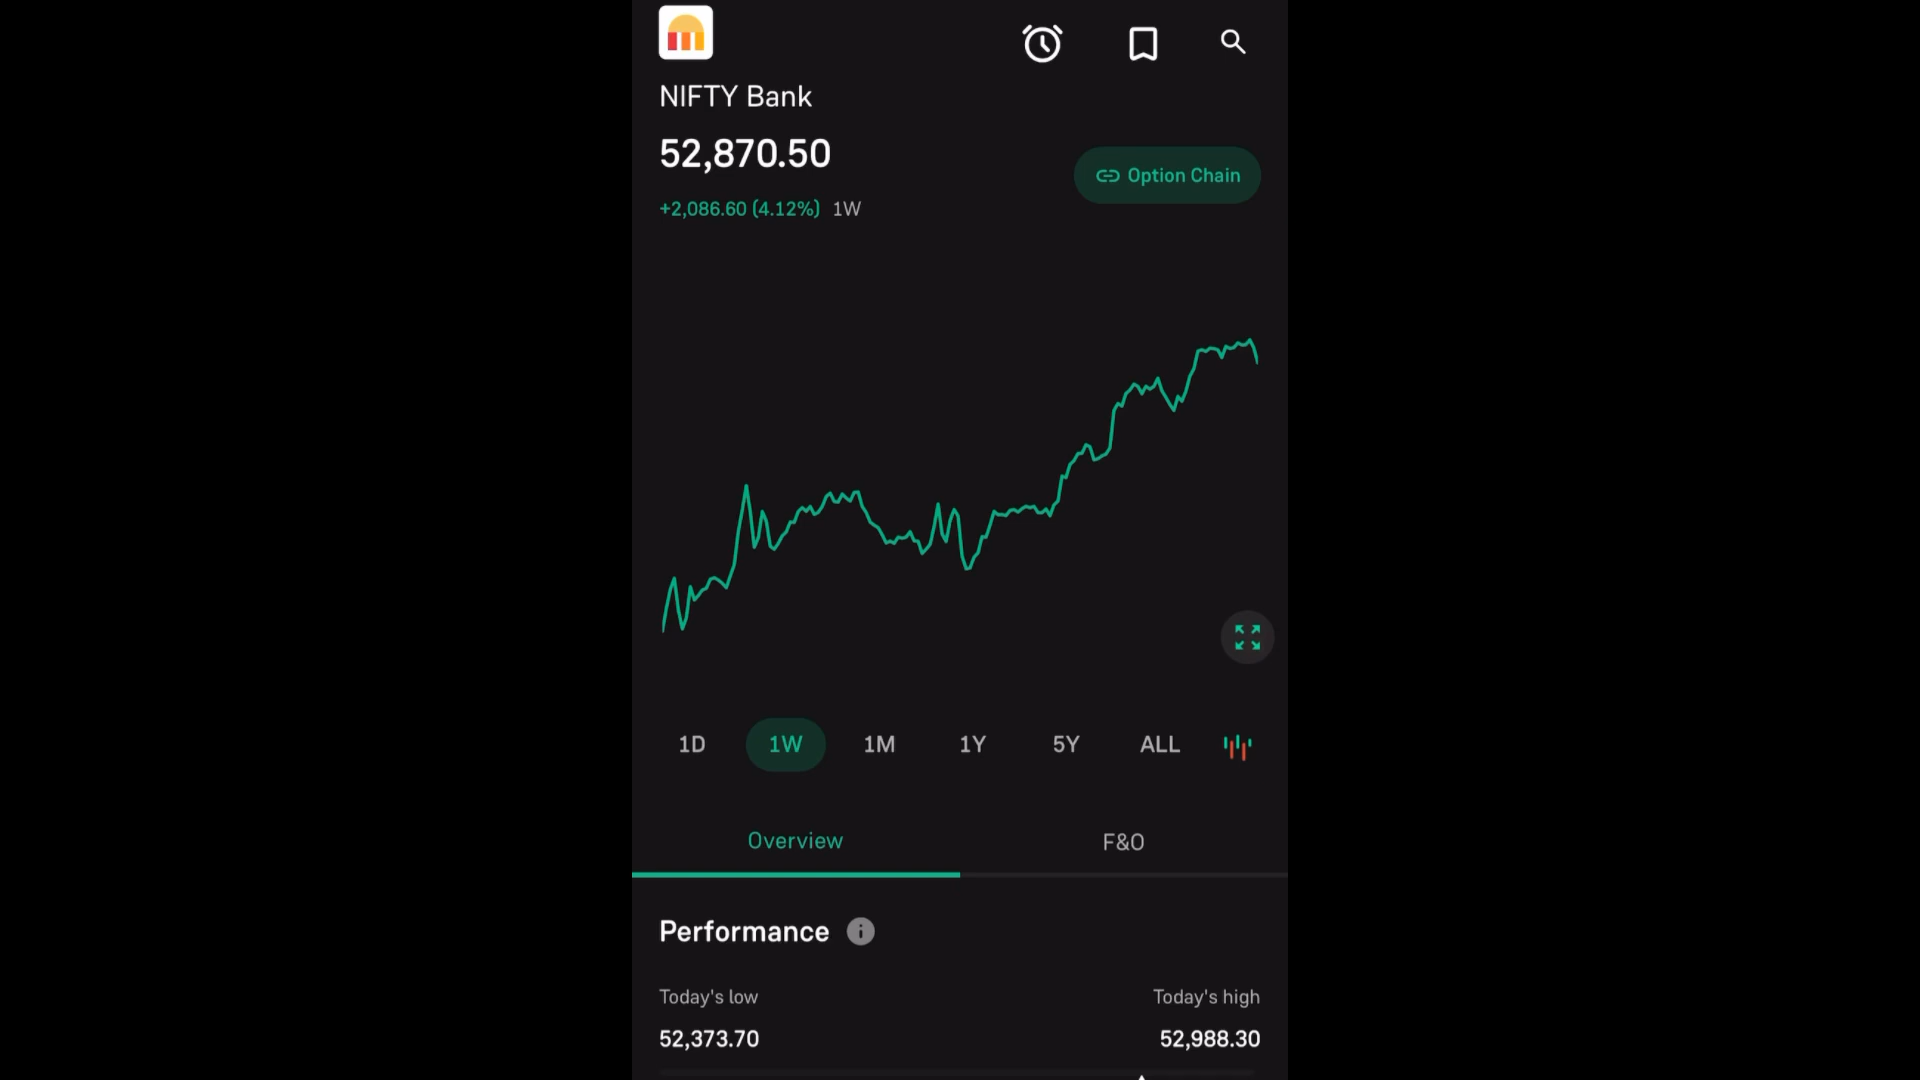 NIFTY Bank
52,870.50
+2,086.60 (4.12%) 1W
Option Chain
1D 1W 1M 1Y 5Y ALL
Overview F&O
Performance
Today's low Today's high
52,373.70 52,988.30